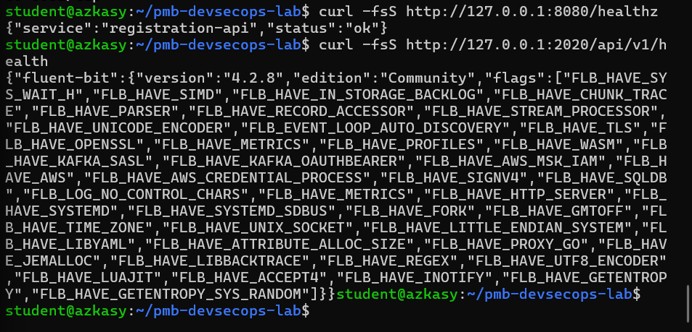 student@azkasy:~/pmb-devsecops-lab$ curl -fsS http://127.0.0.1:8080/healthz
{"service":"registration-api","status":"ok"}
student@azkasy:~/pmb-devsecops-lab$ curl -fsS http://127.0.0.1:2020/api/v1/h
ealth
{"fluent-bit":{"version":"4.2.8","edition":"Community","flags":["FLB_HAVE_SY
S_WAIT_H","FLB_HAVE_SIMD","FLB_HAVE_IN_STORAGE_BACKLOG","FLB_HAVE_CHUNK_TRAC
E","FLB_HAVE_PARSER","FLB_HAVE_RECORD_ACCESSOR","FLB_HAVE_STREAM_PROCESSOR",
"FLB_HAVE_UNICODE_ENCODER","FLB_EVENT_LOOP_AUTO_DISCOVERY","FLB_HAVE_TLS","F
LB_HAVE_OPENSSL","FLB_HAVE_METRICS","FLB_HAVE_PROFILES","FLB_HAVE_WASM","FLB
_HAVE_KAFKA_SASL","FLB_HAVE_KAFKA_OAUTHBEARER","FLB_HAVE_AWS_MSK_IAM","FLB_H
AVE_AWS","FLB_HAVE_AWS_CREDENTIAL_PROCESS","FLB_HAVE_SIGNV4","FLB_HAVE_SQLDB
","FLB_LOG_NO_CONTROL_CHARS","FLB_HAVE_METRICS","FLB_HAVE_HTTP_SERVER","FLB_
HAVE_SYSTEMD","FLB_HAVE_SYSTEMD_SDBUS","FLB_HAVE_FORK","FLB_HAVE_GMTOFF","FL
B_HAVE_TIME_ZONE","FLB_HAVE_UNIX_SOCKET","FLB_HAVE_LITTLE_ENDIAN_SYSTEM","FL
B_HAVE_LIBYAML","FLB_HAVE_ATTRIBUTE_ALLOC_SIZE","FLB_HAVE_PROXY_GO","FLB_HAV
E_JEMALLOC","FLB_HAVE_LIBBACKTRACE","FLB_HAVE_REGEX","FLB_HAVE_UTF8_ENCODER"
,"FLB_HAVE_LUAJIT","FLB_HAVE_ACCEPT4","FLB_HAVE_INOTIFY","FLB_HAVE_GETENTROP
Y","FLB_HAVE_GETENTROPY_SYS_RANDOM"]}}student@azkasy:~/pmb-devsecops-lab$
student@azkasy:~/pmb-devsecops-lab$